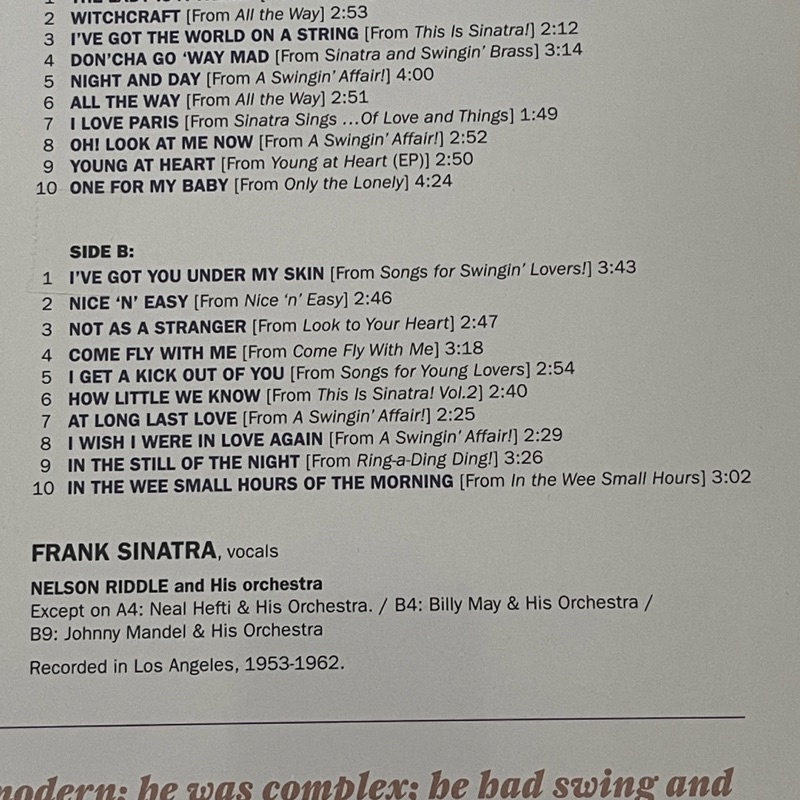 2 WITCHCRAFT [From All the Way] 2:53
3 I'VE GOT THE WORLD ON A STRING [From This Is Sinatra!] 2:12
4 DON'CHA GO 'WAY MAD [From Sinatra and Swingin' Brass] 3:14
5 NIGHT AND DAY [From A Swingin' Affair!] 4:00
6 ALL THE WAY [From All the Way] 2:51
7 I LOVE PARIS [From Sinatra Sings ...Of Love and Things] 1:49
8 OH! LOOK AT ME NOW [From A Swingin' Affair!] 2:52
9 YOUNG AT HEART [From Young at Heart (EP)] 2:50
10 ONE FOR MY BABY [From Only the Lonely] 4:24
SIDE B:
1 I'VE GOT YOU UNDER MY SKIN [From Songs for Swingin' Lovers!] 3:43
2 NICE 'N' EASY [From Nice 'n' Easy] 2:46
3 NOT AS A STRANGER [From Look to Your Heart] 2:47
4 COME FLY WITH ME [From Come Fly With Me] 3:18
5 I GET A KICK OUT OF YOU [From Songs for Young Lovers] 2:54
6 HOW LITTLE WE KNOW [From This Is Sinatra! Vol.2] 2:40
7 AT LONG LAST LOVE [From A Swingin' Affair!] 2:25
8 I WISH I WERE IN LOVE AGAIN [From A Swingin' Affair!] 2:29
9 IN THE STILL OF THE NIGHT [From Ring-a-Ding Ding!] 3:26
10 IN THE WEE SMALL HOURS OF THE MORNING [From In the Wee Small Hours] 3:02
FRANK SINATRA, vocals
NELSON RIDDLE and His orchestra
Except on A4: Neal Hefti & His Orchestra. / B4: Billy May & His Orchestra /
B9: Johnny Mandel & His Orchestra
Recorded in Los Angeles, 1953-1962.
modern; he was complex; he had swing and